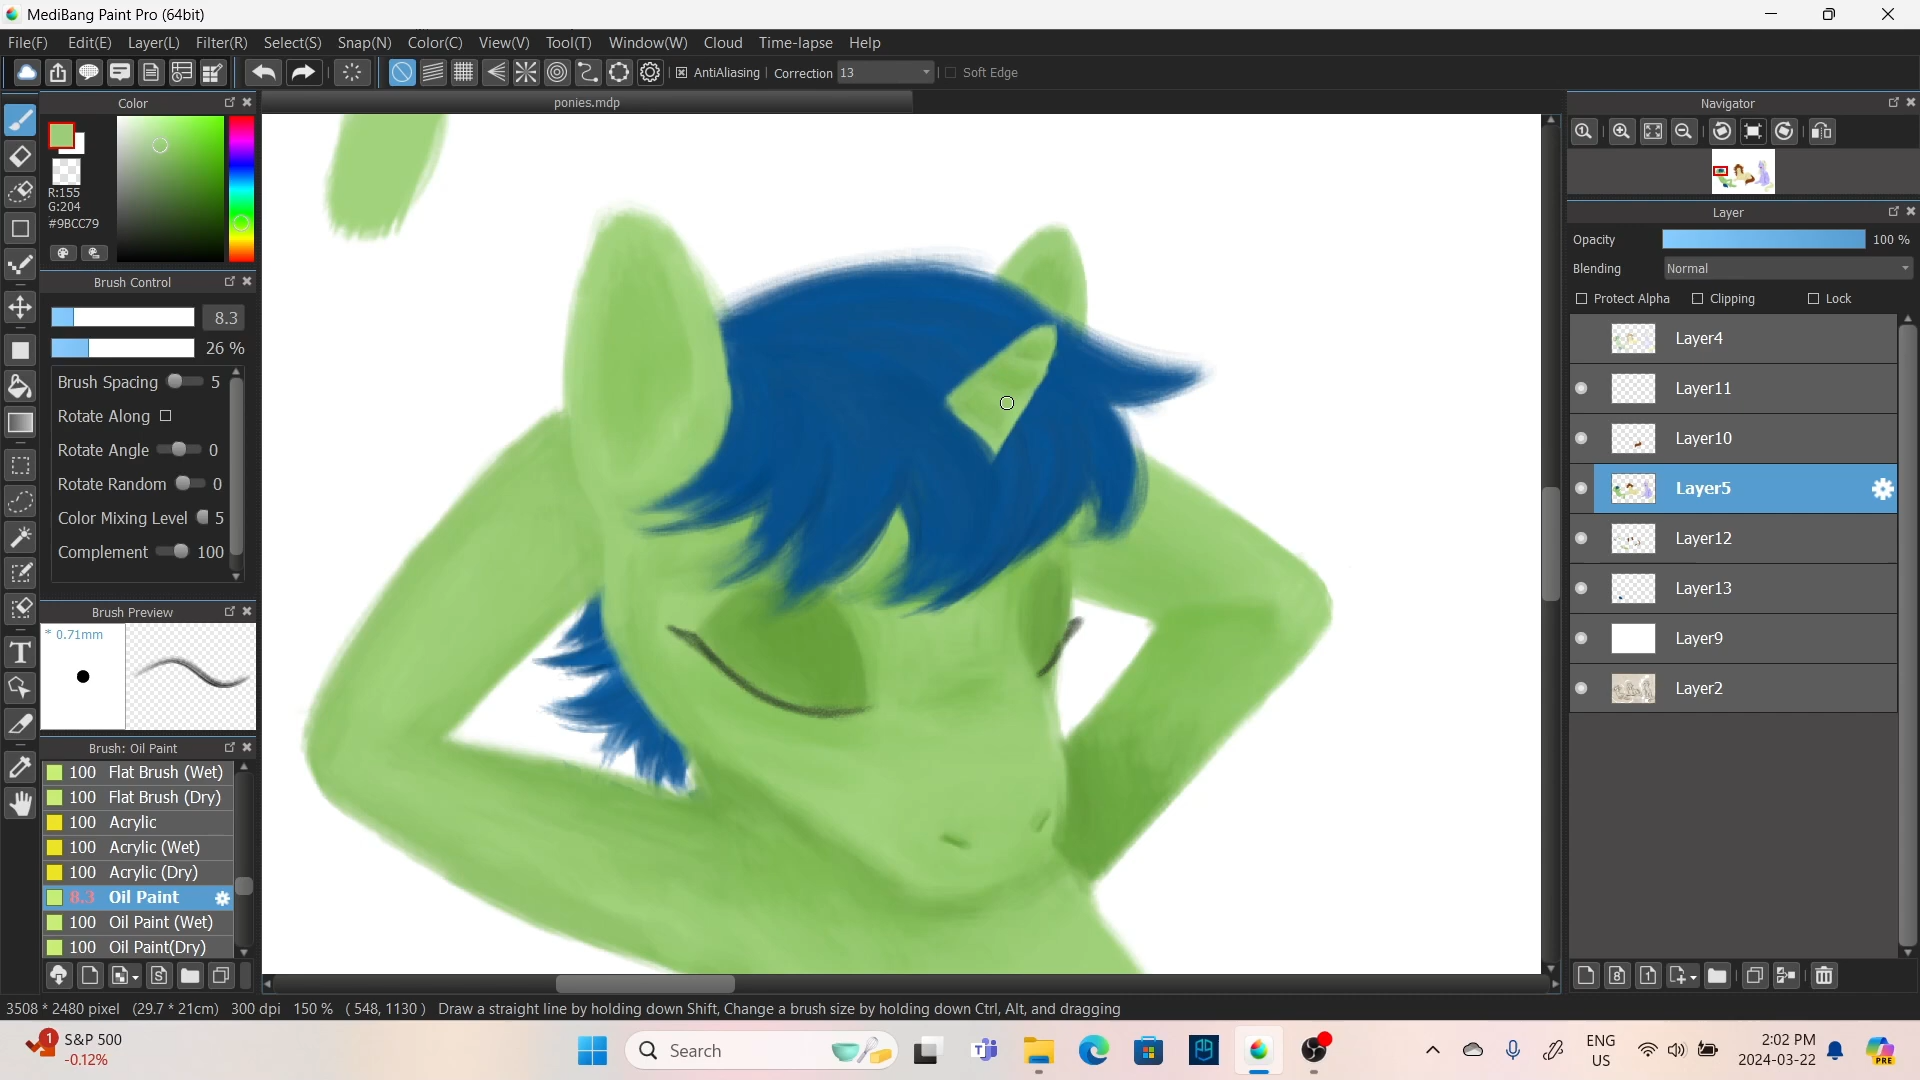 MediBang Paint Pro (64bit)
File(F) Edit(E) Layer(L) Filter(R) Select(S) Snap(N) Color(C) View(V) Tool(T) Window(W) Cloud Time-lapse Help
AntiAliasing Correction 13 Soft Edge
Color
ponies.mdp
Navigator
R:155
G:204
#9BCC79
Layer
Opacity 100 %
Blending Normal
Protect Alpha Clipping Lock
Brush Control
8.3
26 %
Brush Spacing 5
Rotate Along
Rotate Angle 0
Rotate Random 0
Color Mixing Level 5
Complement 100
Layer4
Layer11
Layer10
Layer5
Layer12
Layer13
Layer9
Layer2
Brush Preview
* 0.71mm
Brush: Oil Paint
100 Flat Brush (Wet)
100 Flat Brush (Dry)
100 Acrylic
100 Acrylic (Wet)
100 Acrylic (Dry)
8.3 Oil Paint
100 Oil Paint (Wet)
100 Oil Paint(Dry)
3508 * 2480 pixel (29.7 * 21cm) 300 dpi 150 % ( 548, 1130 ) Draw a straight line by holding down Shift, Change a brush size by holding down Ctrl, Alt, and dragging
1
S&P 500
-0.12%
Search
ENG
US
2:02 PM
2024-03-22
PRE